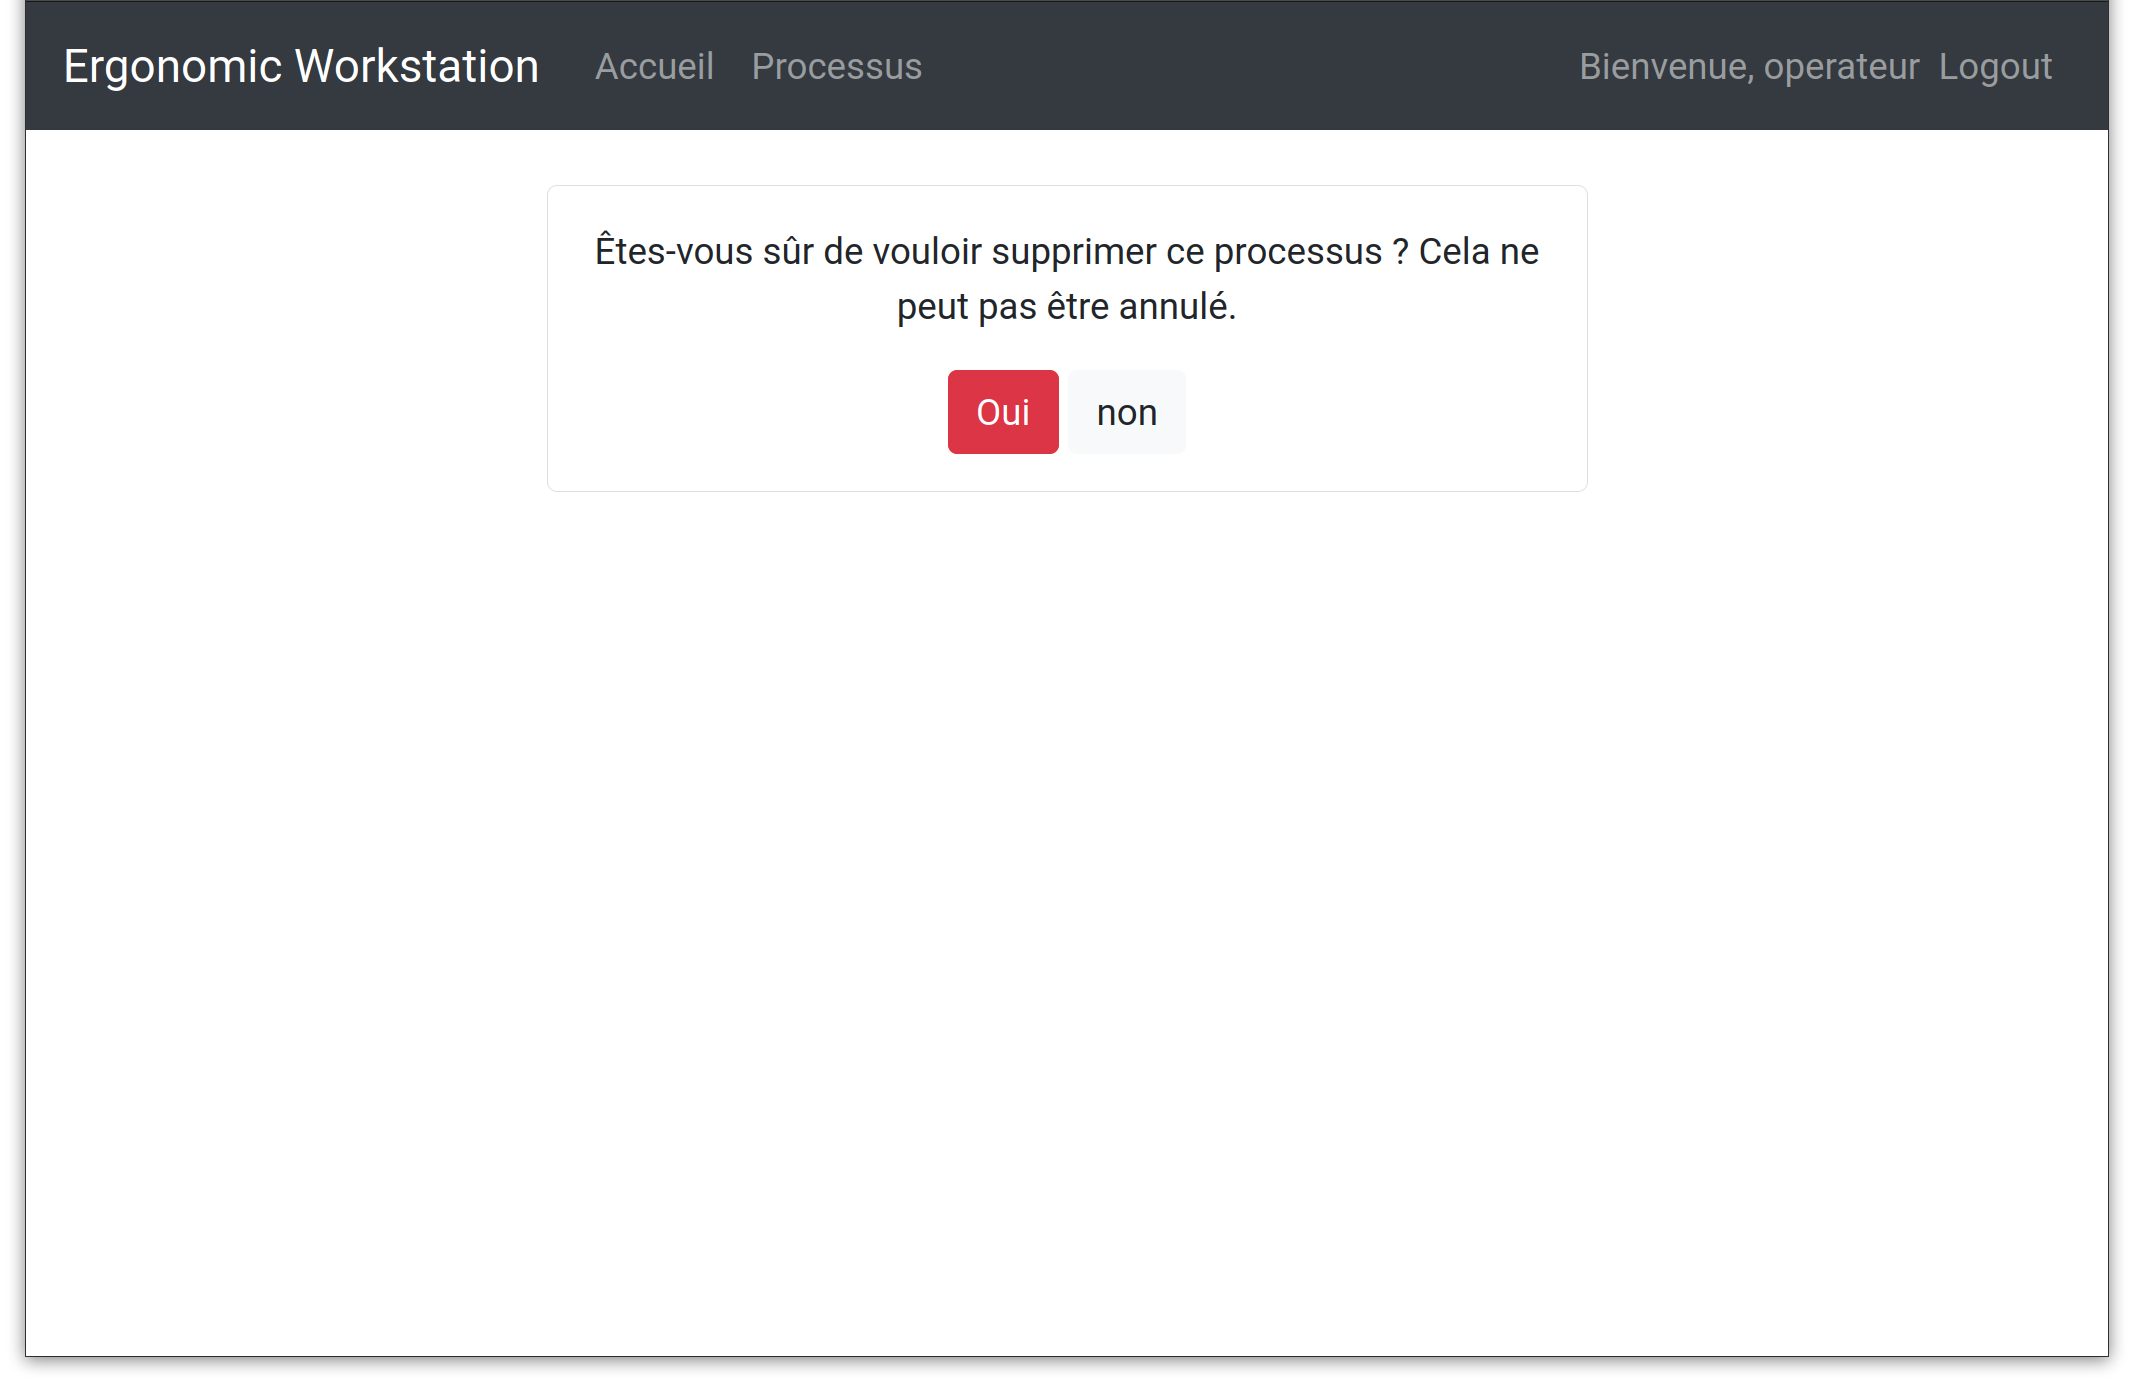 Ergonomic Workstation Accueil Processus Bienvenue, operateur Logout
Êtes-vous sûr de vouloir supprimer ce processus ? Cela ne
peut pas être annulé.
Oui non